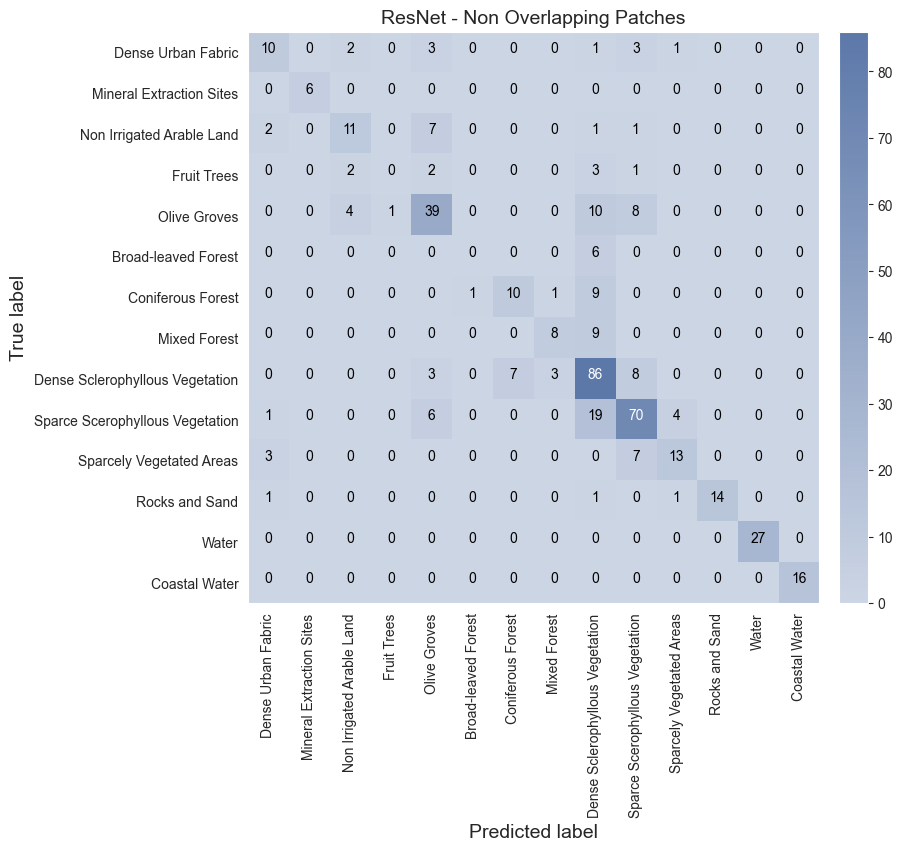 ResNet - Non Overlapping Patches
True label
Dense Urban Fabric 10 0 2 0 3 0 0 0 1 3 1 0 0 0
Mineral Extraction Sites 0 6 0 0 0 0 0 0 0 0 0 0 0 0
Non Irrigated Arable Land 2 0 11 0 7 0 0 0 1 1 0 0 0 0
Fruit Trees 0 0 2 0 2 0 0 0 3 1 0 0 0 0
Olive Groves 0 0 4 1 39 0 0 0 10 8 0 0 0 0
Broad-leaved Forest 0 0 0 0 0 0 0 0 6 0 0 0 0 0
Coniferous Forest 0 0 0 0 0 1 10 1 9 0 0 0 0 0
Mixed Forest 0 0 0 0 0 0 0 8 9 0 0 0 0 0
Dense Sclerophyllous Vegetation 0 0 0 0 3 0 7 3 86 8 0 0 0 0
Sparce Scerophyllous Vegetation 1 0 0 0 6 0 0 0 19 70 4 0 0 0
Sparcely Vegetated Areas 3 0 0 0 0 0 0 0 0 7 13 0 0 0
Rocks and Sand 1 0 0 0 0 0 0 0 1 0 1 14 0 0
Water 0 0 0 0 0 0 0 0 0 0 0 0 27 0
Coastal Water 0 0 0 0 0 0 0 0 0 0 0 0 0 16
Dense Urban Fabric
Mineral Extraction Sites
Non Irrigated Arable Land
Fruit Trees
Olive Groves
Broad-leaved Forest
Coniferous Forest
Mixed Forest
Dense Sclerophyllous Vegetation
Sparce Scerophyllous Vegetation
Sparcely Vegetated Areas
Rocks and Sand
Water
Coastal Water
Predicted label
80
70
60
50
40
30
20
10
0